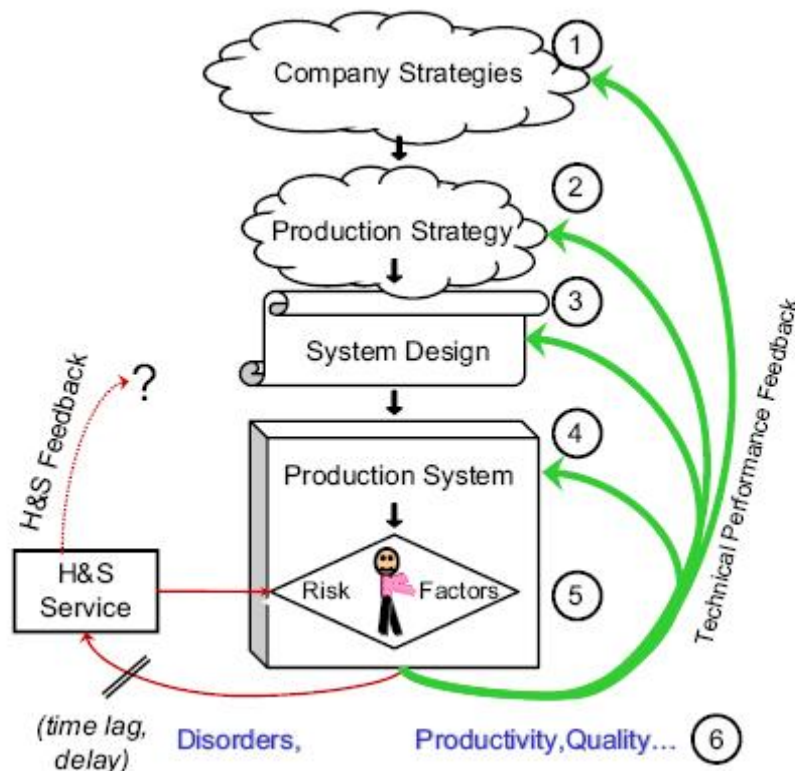 1
Company Strategies
2
Production Strategy
3
System Design
4
Production System
Risk Factors
5
H&S Feedback
?
H&S
Service
(time lag,
delay)
Disorders,
Productivity,Quality...
6
Technical Performance Feedback